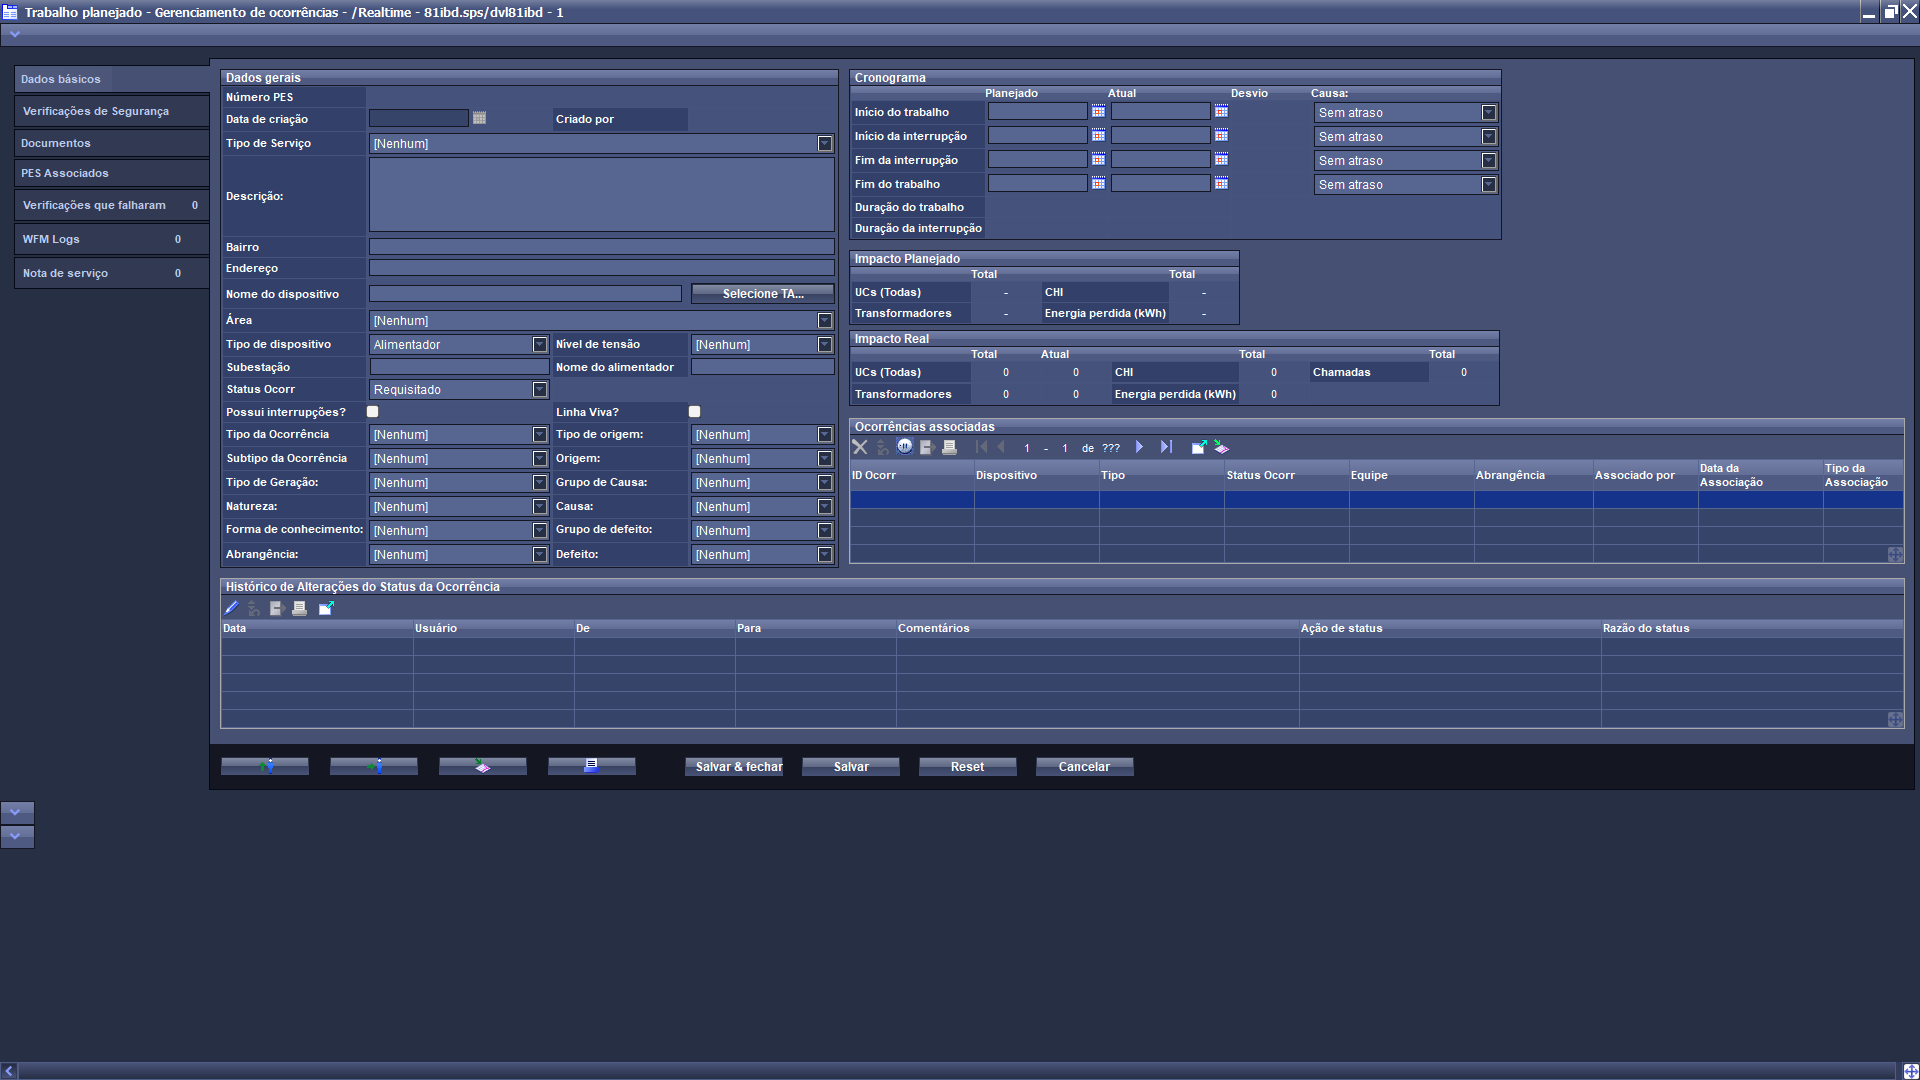 Trabalho planejado - Gerenciamento de ocorrências - /Realtime - 81ibd.sps/dvl81ibd - 1
Dados básicos
Verificações de Segurança
Documentos
PES Associados
Verificações que falharam 0
WFM Logs 0
Nota de serviço 0
Dados gerais
Número PES
Data de criação Criado por
Tipo de Serviço [Nenhum]
Descrição:
Bairro
Endereço
Nome do dispositivo Selecione TA...
Área [Nenhum]
Tipo de dispositivo Alimentador Nível de tensão [Nenhum]
Subestação Nome do alimentador
Status Ocorr Requisitado
Possui interrupções? Linha Viva?
Tipo da Ocorrência [Nenhum] Tipo de origem: [Nenhum]
Subtipo da Ocorrência [Nenhum] Origem: [Nenhum]
Tipo de Geração: [Nenhum] Grupo de Causa: [Nenhum]
Natureza: [Nenhum] Causa: [Nenhum]
Forma de conhecimento: [Nenhum] Grupo de defeito: [Nenhum]
Abrangência: [Nenhum] Defeito: [Nenhum]
Cronograma
Planejado Atual Desvio Causa:
Início do trabalho Sem atraso
Início da interrupção Sem atraso
Fim da interrupção Sem atraso
Fim do trabalho Sem atraso
Duração do trabalho
Duração da interrupção
Impacto Planejado
Total Total
UCs (Todas) - CHI -
Transformadores - Energia perdida (kWh) -
Impacto Real
Total Atual Total Total
UCs (Todas) 0 0 CHI 0 Chamadas 0
Transformadores 0 0 Energia perdida (kWh) 0
Ocorrências associadas
1 - 1 de ???
ID Ocorr Dispositivo Tipo Status Ocorr Equipe Abrangência Associado por Data da Associação Tipo da Associação
Histórico de Alterações do Status da Ocorrência
Data Usuário De Para Comentários Ação de status Razão do status
Salvar & fechar Salvar Reset Cancelar